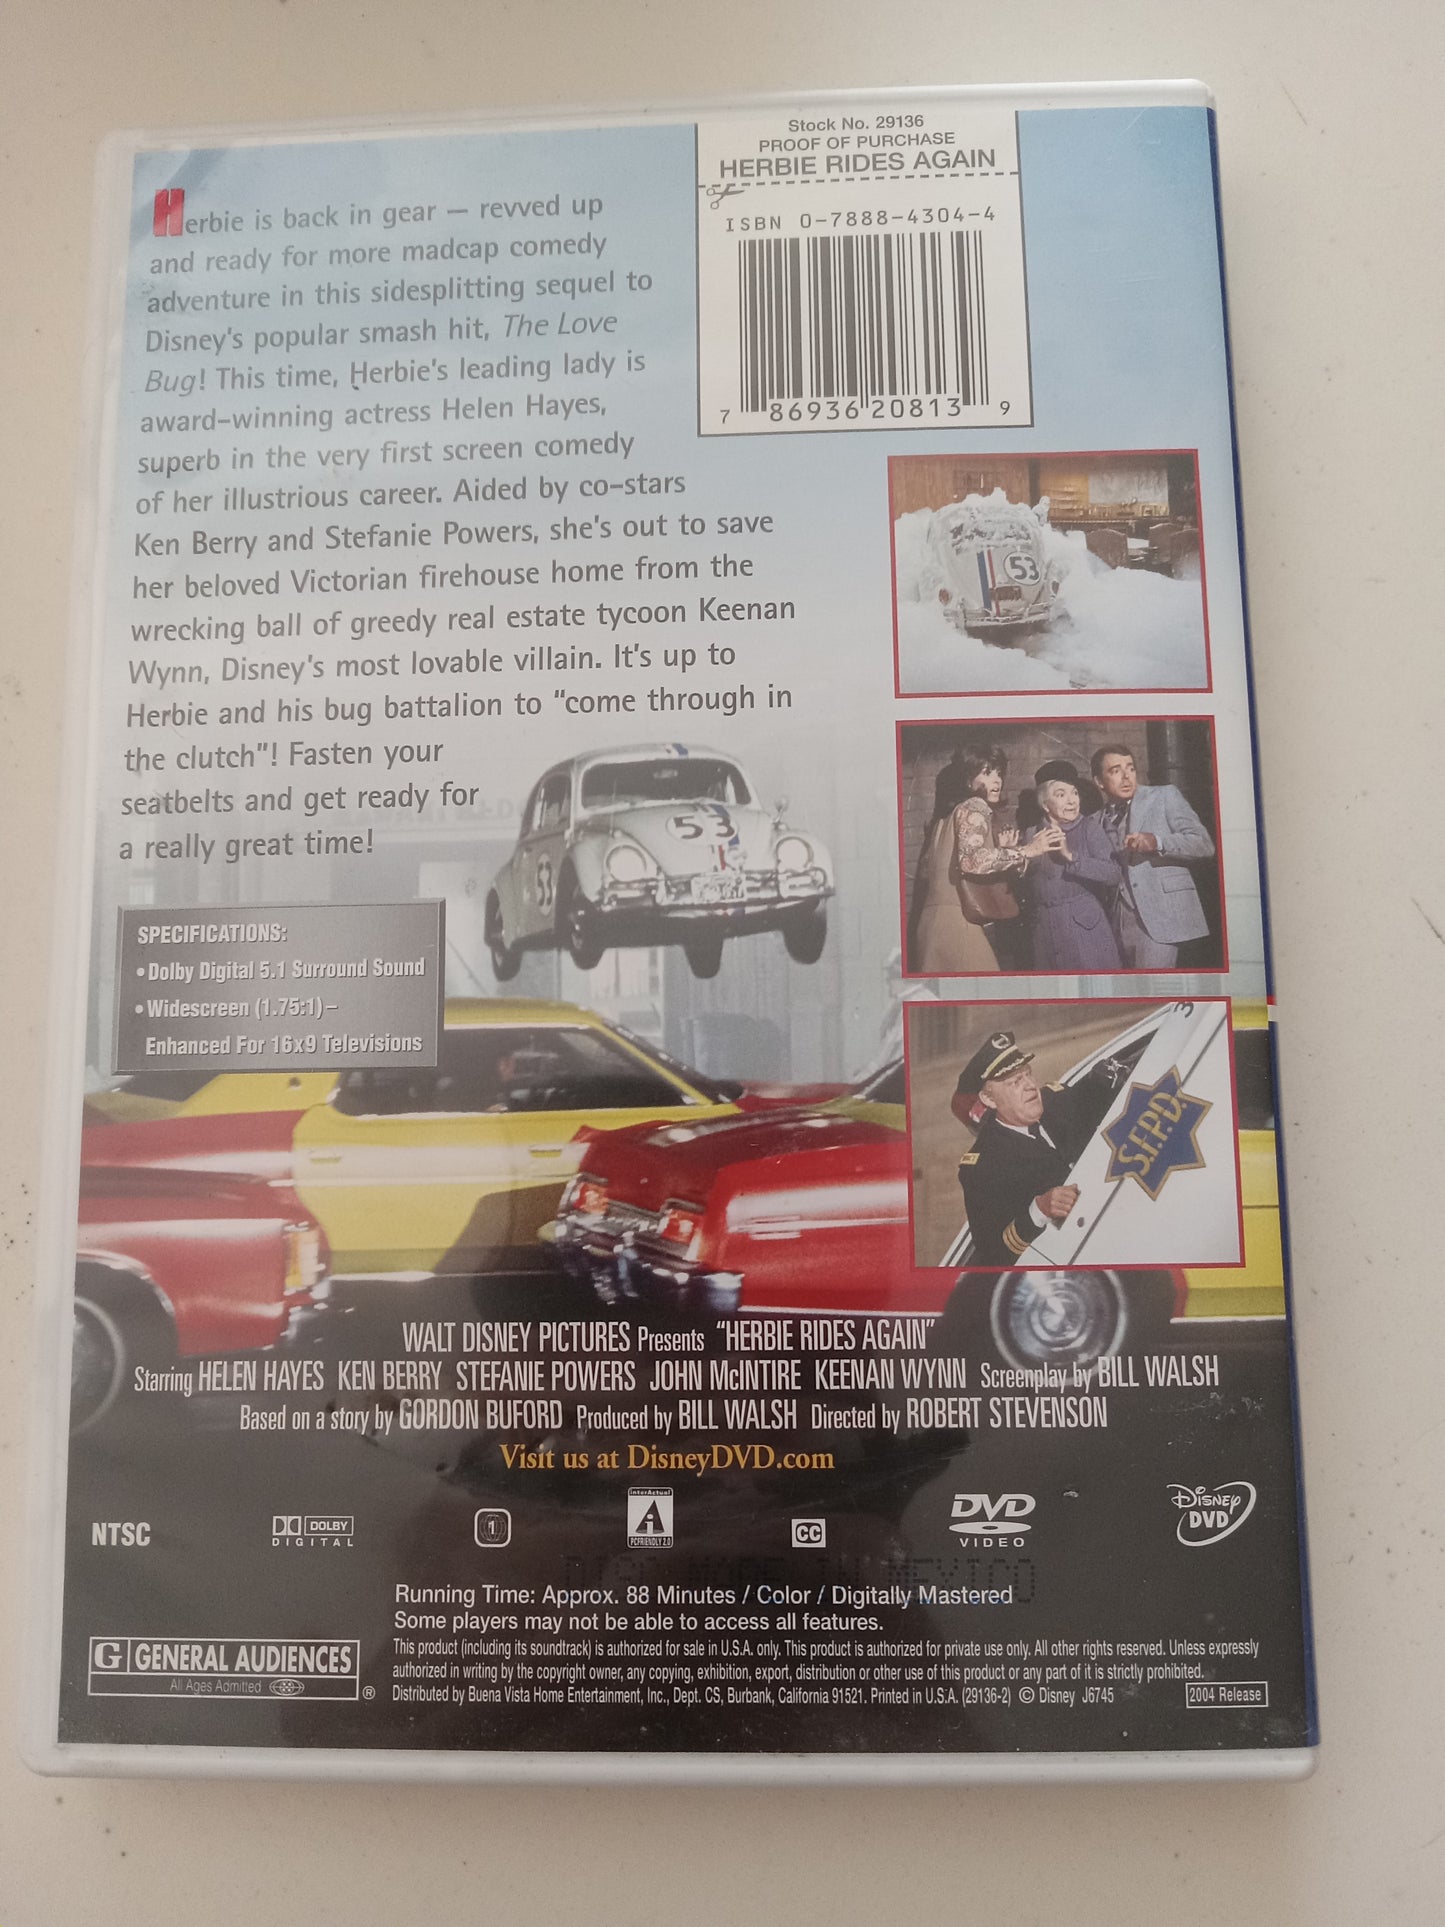 Stock No. 29136
PROOF OF PURCHASE
HERBIE RIDES AGAIN
ISBN 0-7888-4304-4
7 86936 20813 9
Herbie is back in gear – revved up
and ready for more madcap comedy
adventure in this sidesplitting sequel to
Disney's popular smash hit, The Love
Bug! This time, Herbie's leading lady is
award-winning actress Helen Hayes,
superb in the very first screen comedy
of her illustrious career. Aided by co-stars
Ken Berry and Stefanie Powers, she's out to save
her beloved Victorian firehouse home from the
wrecking ball of greedy real estate tycoon Keenan
Wynn, Disney's most lovable villain. It's up to
Herbie and his bug battalion to "come through in
the clutch"! Fasten your
seatbelts and get ready for
a really great time!
53
53
53
S.F.P.D.
SPECIFICATIONS:
• Dolby Digital 5.1 Surround Sound
• Widescreen (1.75:1) –
Enhanced For 16x9 Televisions
WALT DISNEY PICTURES Presents "HERBIE RIDES AGAIN"
Starring HELEN HAYES KEN BERRY STEFANIE POWERS JOHN McINTIRE KEENAN WYNN Screenplay by BILL WALSH
Based on a story by GORDON BUFORD Produced by BILL WALSH Directed by ROBERT STEVENSON
Visit us at DisneyDVD.com
NTSC
DOLBY
DIGITAL
1
InterActual
i
PCFRIENDLY 2.0
CC
DVD
VIDEO
DISNEY
DVD
MADE IN MEXICO
Running Time: Approx. 88 Minutes / Color / Digitally Mastered
Some players may not be able to access all features.
G GENERAL AUDIENCES
All Ages Admitted ®
This product (including its soundtrack) is authorized for sale in U.S.A. only. This product is authorized for private use only. All other rights reserved. Unless expressly
authorized in writing by the copyright owner, any copying, exhibition, export, distribution or other use of this product or any part of it is strictly prohibited.
Distributed by Buena Vista Home Entertainment, Inc., Dept. CS, Burbank, California 91521. Printed in U.S.A. (29136-2) © Disney J6745
2004 Release